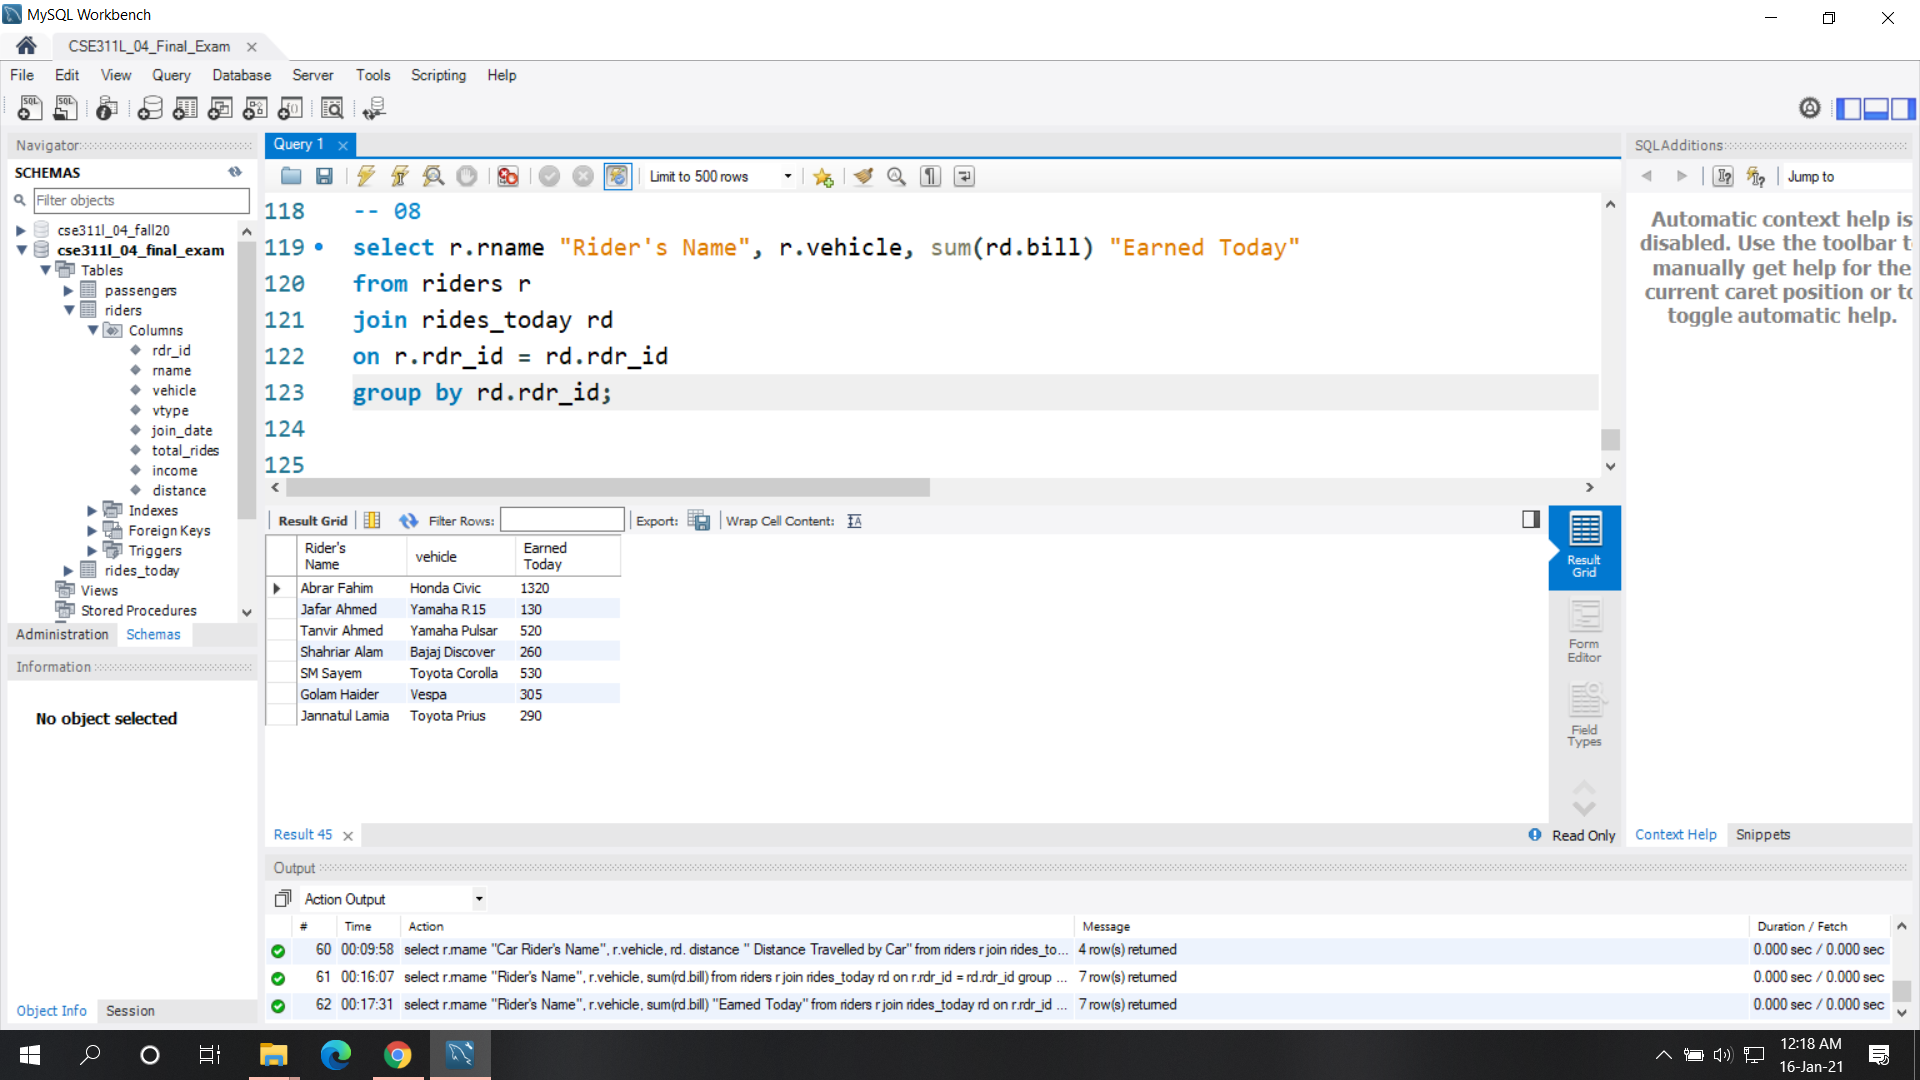 MySQL Workbench
CSE311L_04_Final_Exam
File Edit View Query Database Server Tools Scripting Help
Navigator
SCHEMAS
Filter objects
cse311l_04_fall20
cse311l_04_final_exam
Tables
passengers
riders
Columns
rdr_id
rname
vehicle
vtype
join_date
total_rides
income
distance
Indexes
Foreign Keys
Triggers
rides_today
Views
Stored Procedures
Administration Schemas
Information
No object selected
Object Info Session
Query 1
Limit to 500 rows
118 -- 08
119 select r.rname "Rider's Name", r.vehicle, sum(rd.bill) "Earned Today"
120 from riders r
121 join rides_today rd
122 on r.rdr_id = rd.rdr_id
123 group by rd.rdr_id;
124
125
Result Grid Filter Rows: Export: Wrap Cell Content:
Rider's Name vehicle Earned Today
Abrar Fahim Honda Civic 1320
Jafar Ahmed Yamaha R15 130
Tanvir Ahmed Yamaha Pulsar 520
Shahriar Alam Bajaj Discover 260
SM Sayem Toyota Corolla 530
Golam Haider Vespa 305
Jannatul Lamia Toyota Prius 290
Result Grid
Form Editor
Field Types
Result 45
Read Only
SQLAdditions
Jump to
Automatic context help is
disabled. Use the toolbar t
manually get help for the
current caret position or to
toggle automatic help.
Context Help Snippets
Output
Action Output
# Time Action Message Duration / Fetch
60 00:09:58 select r.rname "Car Rider's Name", r.vehicle, rd. distance " Distance Travelled by Car" from riders r join rides_to... 4 row(s) returned 0.000 sec / 0.000 sec
61 00:16:07 select r.rname "Rider's Name", r.vehicle, sum(rd.bill) from riders r join rides_today rd on r.rdr_id = rd.rdr_id group ... 7 row(s) returned 0.000 sec / 0.000 sec
62 00:17:31 select r.rname "Rider's Name", r.vehicle, sum(rd.bill) "Earned Today" from riders r join rides_today rd on r.rdr_id ... 7 row(s) returned 0.000 sec / 0.000 sec
12:18 AM
16-Jan-21